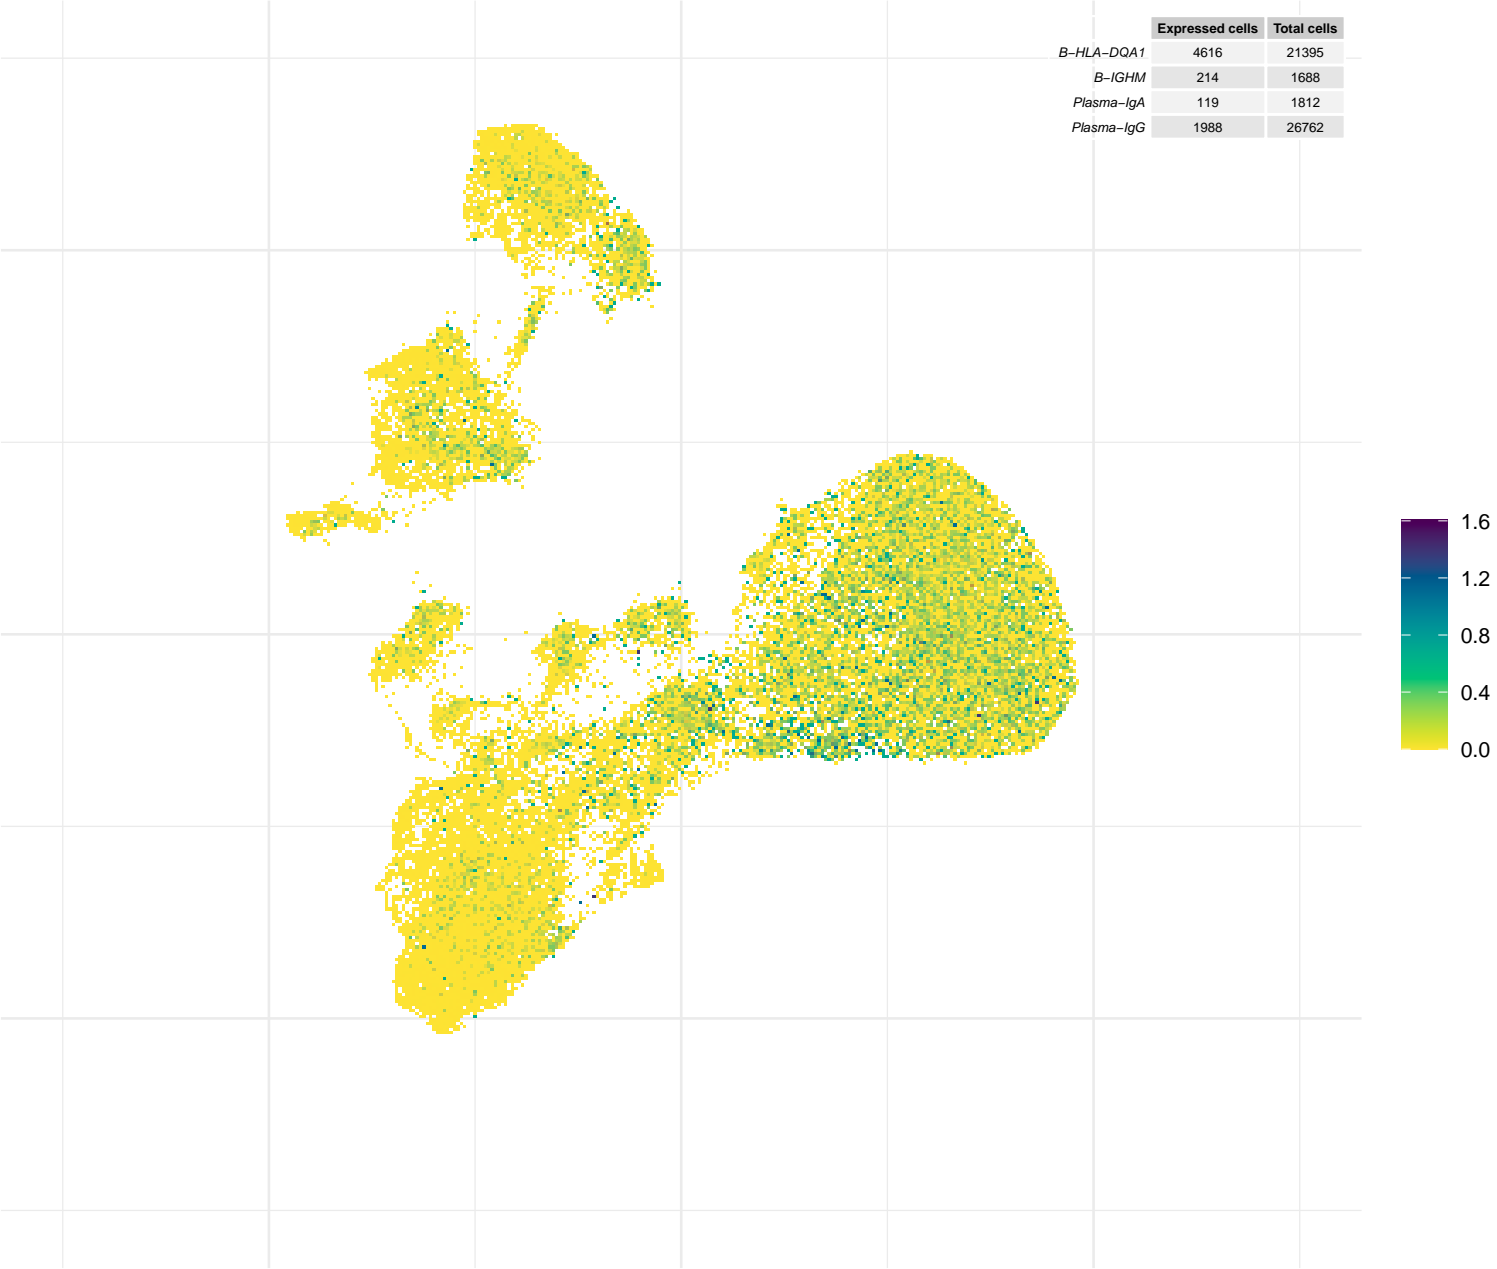 Expressed cells Total cells
B−HLA−DQA1 4616 21395
B−IGHM 214 1688
Plasma−IgA 119 1812
Plasma−IgG 1988 26762
1.6
1.2
0.8
0.4
0.0